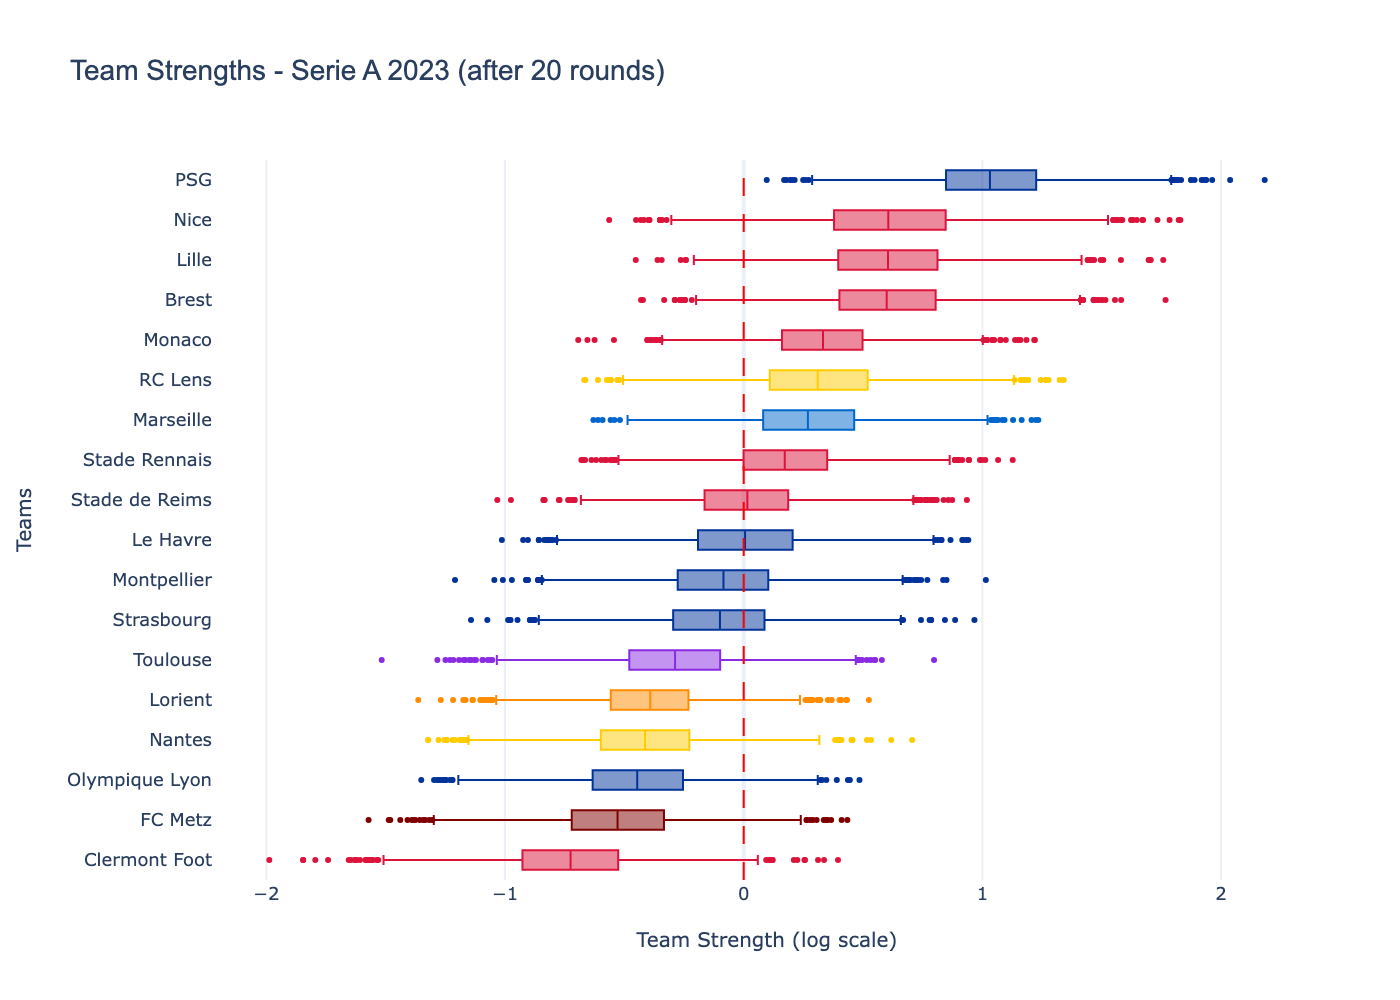 Team Strengths - Serie A 2023 (after 20 rounds)
PSG
Nice
Lille
Brest
Monaco
RC Lens
Marseille
Stade Rennais
Stade de Reims
Le Havre
Montpellier
Strasbourg
Toulouse
Lorient
Nantes
Olympique Lyon
FC Metz
Clermont Foot
Teams
−2 −1 0 1 2
Team Strength (log scale)